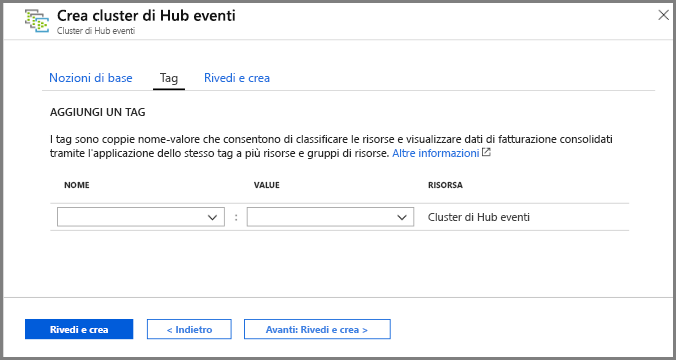 Crea cluster di Hub eventi
Cluster di Hub eventi
Nozioni di base Tag Rivedi e crea
AGGIUNGI UN TAG
I tag sono coppie nome-valore che consentono di classificare le risorse e visualizzare dati di fatturazione consolidati
tramite l'applicazione dello stesso tag a più risorse e gruppi di risorse. Altre informazioni
NOME VALUE RISORSA
: Cluster di Hub eventi
Rivedi e crea < Indietro Avanti: Rivedi e crea >